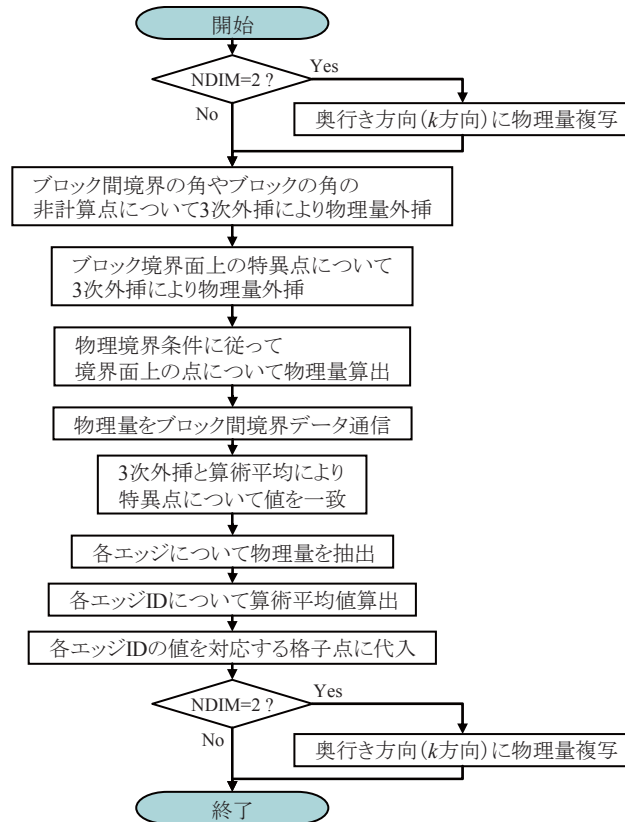 開始
NDIM=2 ?
Yes
No
奥行き方向(k方向)に物理量複写
ブロック間境界の角やブロックの角の
非計算点について3次外挿により物理量外挿
ブロック境界面上の特異点について
3次外挿により物理量外挿
物理境界条件に従って
境界面上の点について物理量算出
物理量をブロック間境界データ通信
3次外挿と算術平均により
特異点について値を一致
各エッジについて物理量を抽出
各エッジIDについて算術平均値算出
各エッジIDの値を対応する格子点に代入
NDIM=2 ?
Yes
No
奥行き方向(k方向)に物理量複写
終了